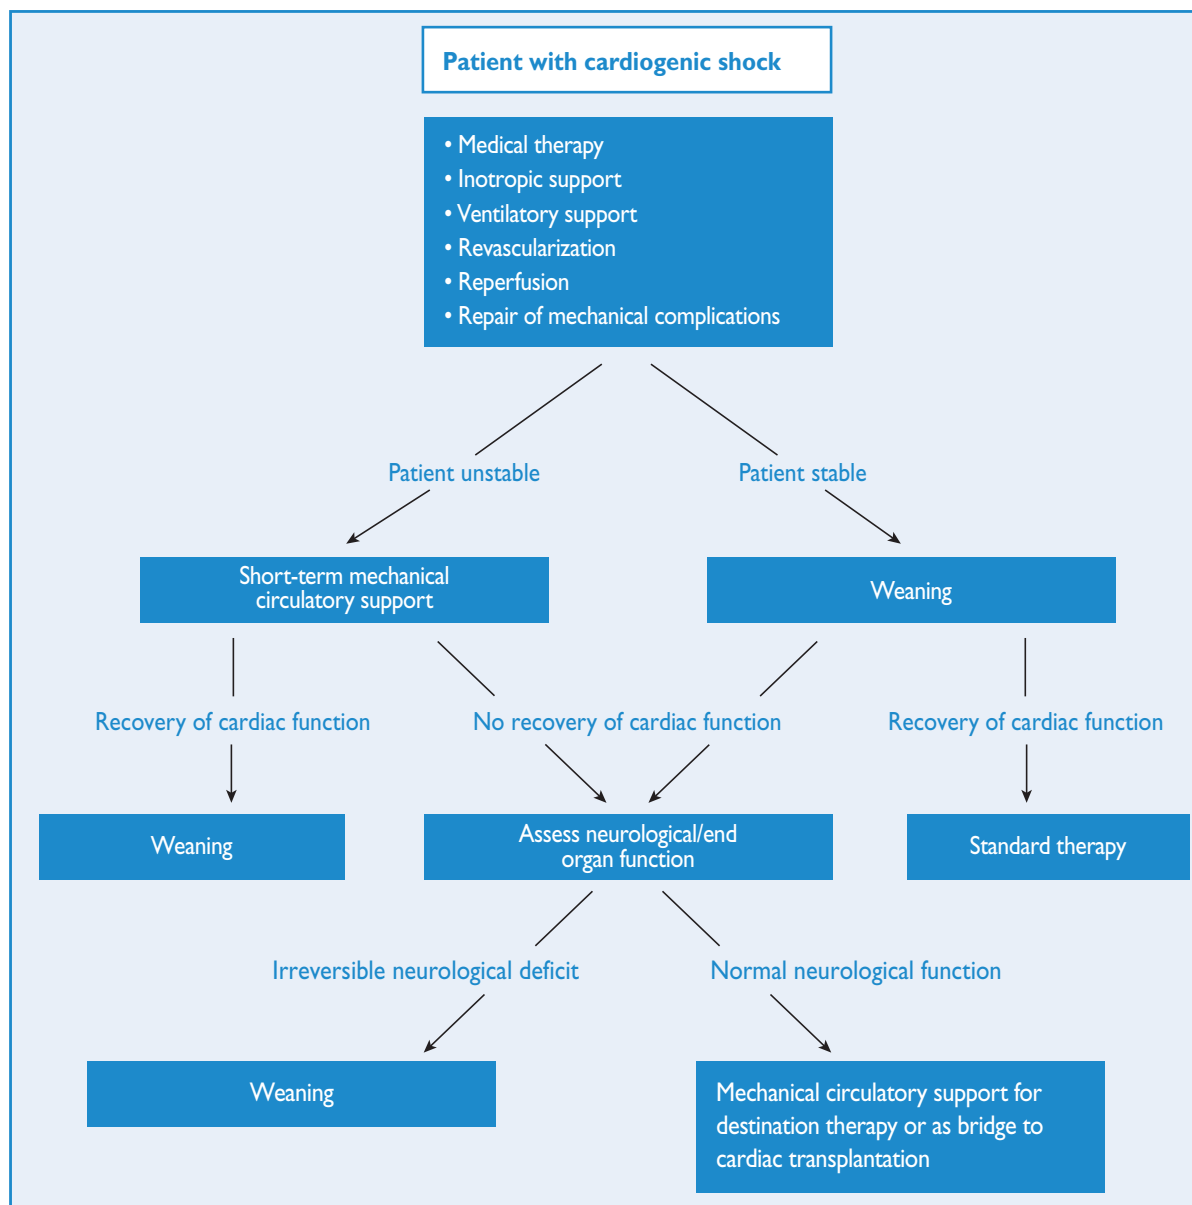 Patient with cardiogenic shock
• Medical therapy
• Inotropic support
• Ventilatory support
• Revascularization
• Reperfusion
• Repair of mechanical complications
Patient unstable
Patient stable
Short-term mechanical
circulatory support
Weaning
Recovery of cardiac function
No recovery of cardiac function
Recovery of cardiac function
Weaning
Assess neurological/end
organ function
Standard therapy
Irreversible neurological deficit
Normal neurological function
Weaning
Mechanical circulatory support for
destination therapy or as bridge to
cardiac transplantation